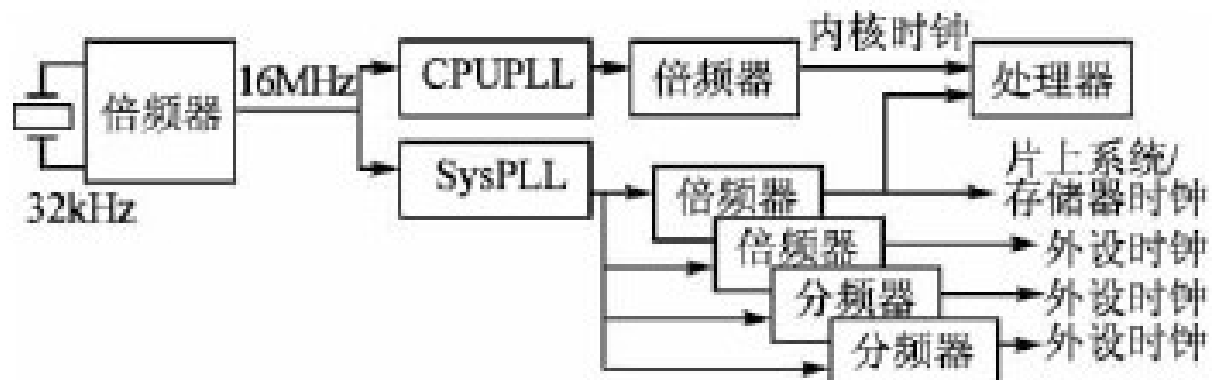 内核时钟
16MHz
CPUPLL
倍频器
处理器
倍频器
SysPLL
32kHz
倍频器
片上系统/
存储器时钟
倍频器
外设时钟
分频器
外设时钟
分频器
外设时钟